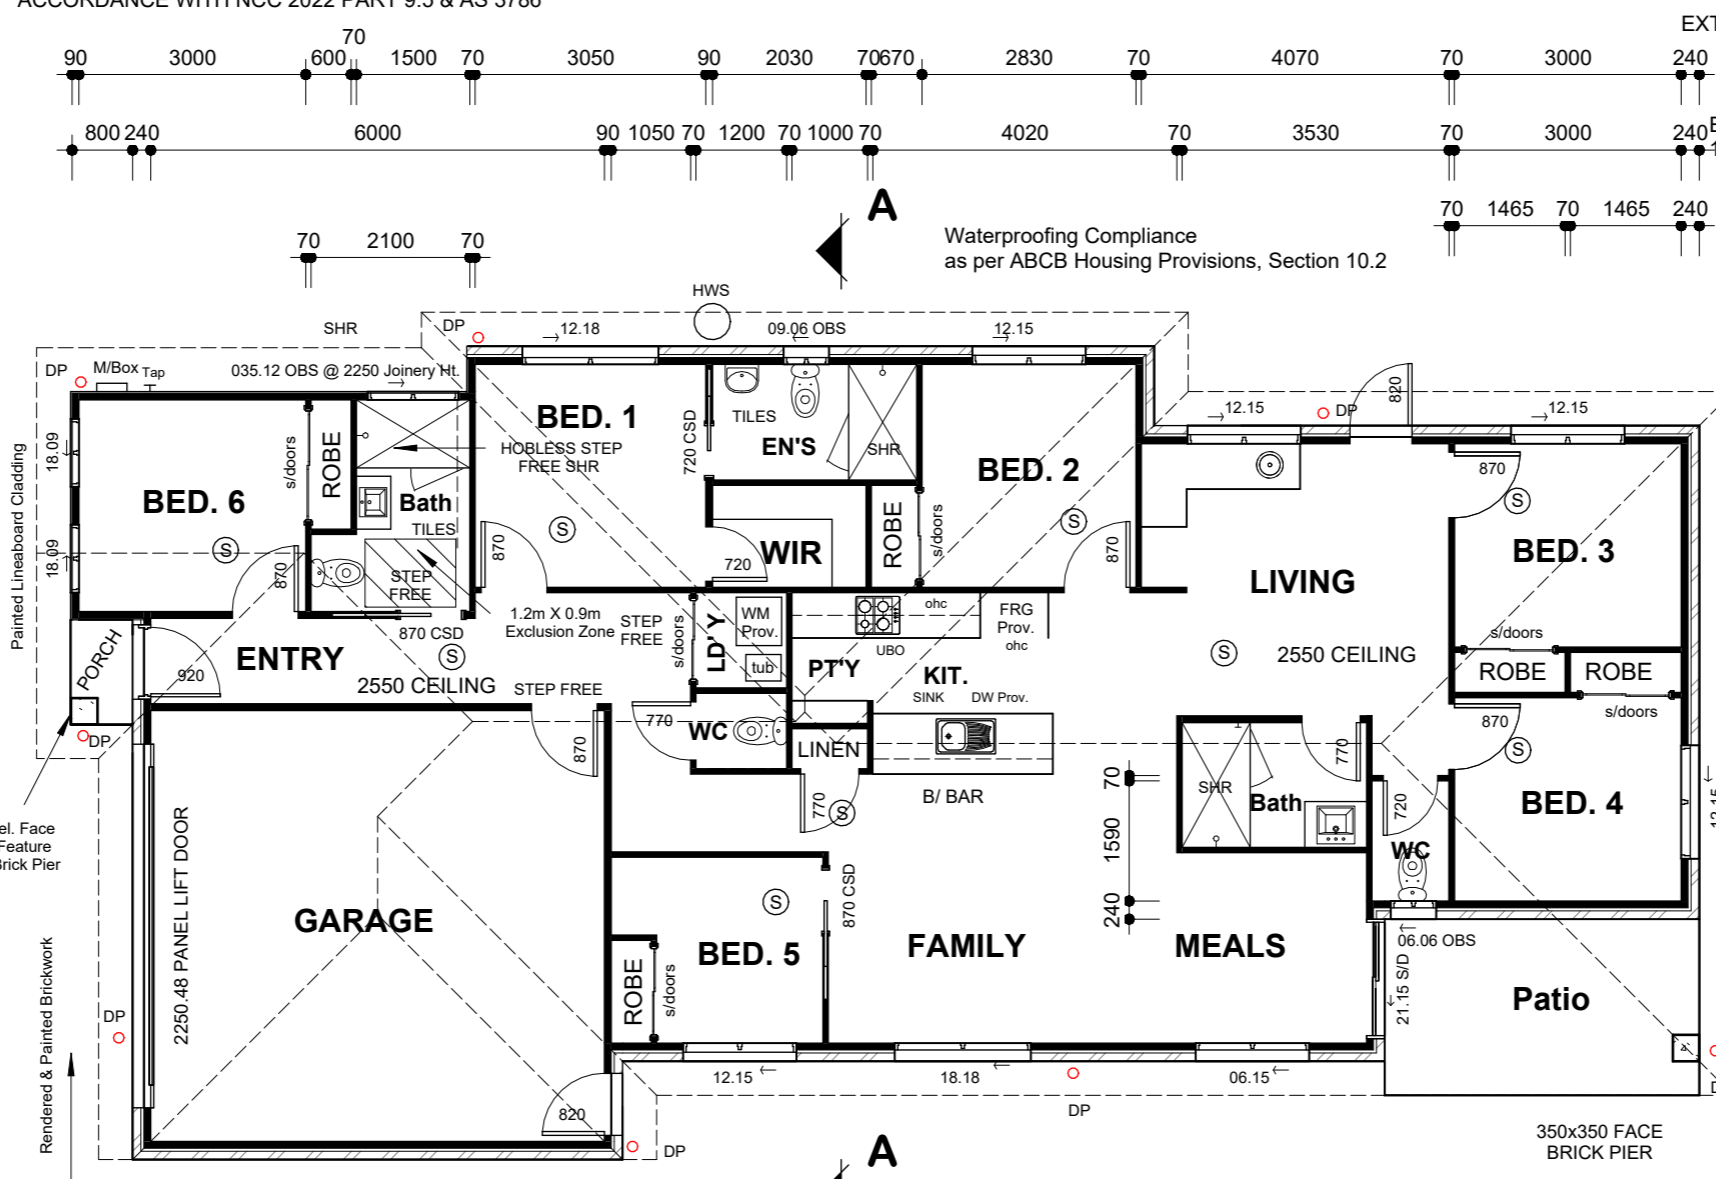 ACCORDANCE WITH NCC 2022 PART 9.5 & AS 3786
EXT
70
90 3000 600 1500 70 3050 90 2030 70 670 2830 70 4070 70 3000 240
800 240 6000 90 1050 70 1200 70 1000 70 4020 70 3530 70 3000 240
A
70 1465 70 1465 240
70 2100 70
Waterproofing Compliance
as per ABCB Housing Provisions, Section 10.2
HWS
SHR
DP
12.18
09.06 OBS
12.15
DP
M/Box
Tap
035.12 OBS @ 2250 Joinery Ht.
820
12.15
DP
12.15
Painted Lineaboard Cladding
18.09
18.09
BED. 6
S
s/doors
ROBE
870
HOBLESS STEP
FREE SHR
Bath
TILES
STEP
FREE
870 CSD
BED. 1
S
870
720 CSD
TILES
EN'S
SHR
WIR
720
ROBE
s/doors
BED. 2
S
870
LIVING
S
2550 CEILING
870
S
BED. 3
s/doors
ROBE
ROBE
s/doors
1.2m X 0.9m
Exclusion Zone
STEP
FREE
s/doors
LD'Y
WM
Prov.
tub
ohc
UBO
FRG
Prov.
ohc
PT'Y
KIT.
SINK
DW Prov.
PORCH
920
ENTRY
S
2550 CEILING
STEP FREE
DP
870
770
WC
LINEN
770
S
B/ BAR
70
1590
240
SHR
Bath
770
720
WC
870
S
BED. 4
12.15
el. Face
Feature
Brick Pier
2250.48 PANEL LIFT DOOR
GARAGE
S
870 CSD
BED. 5
ROBE
s/doors
FAMILY
MEALS
06.06 OBS
21.15 S/D
Patio
Rendered & Painted Brickwork
DP
12.15
18.18
06.15
DP
820
DP
A
350x350 FACE
BRICK PIER